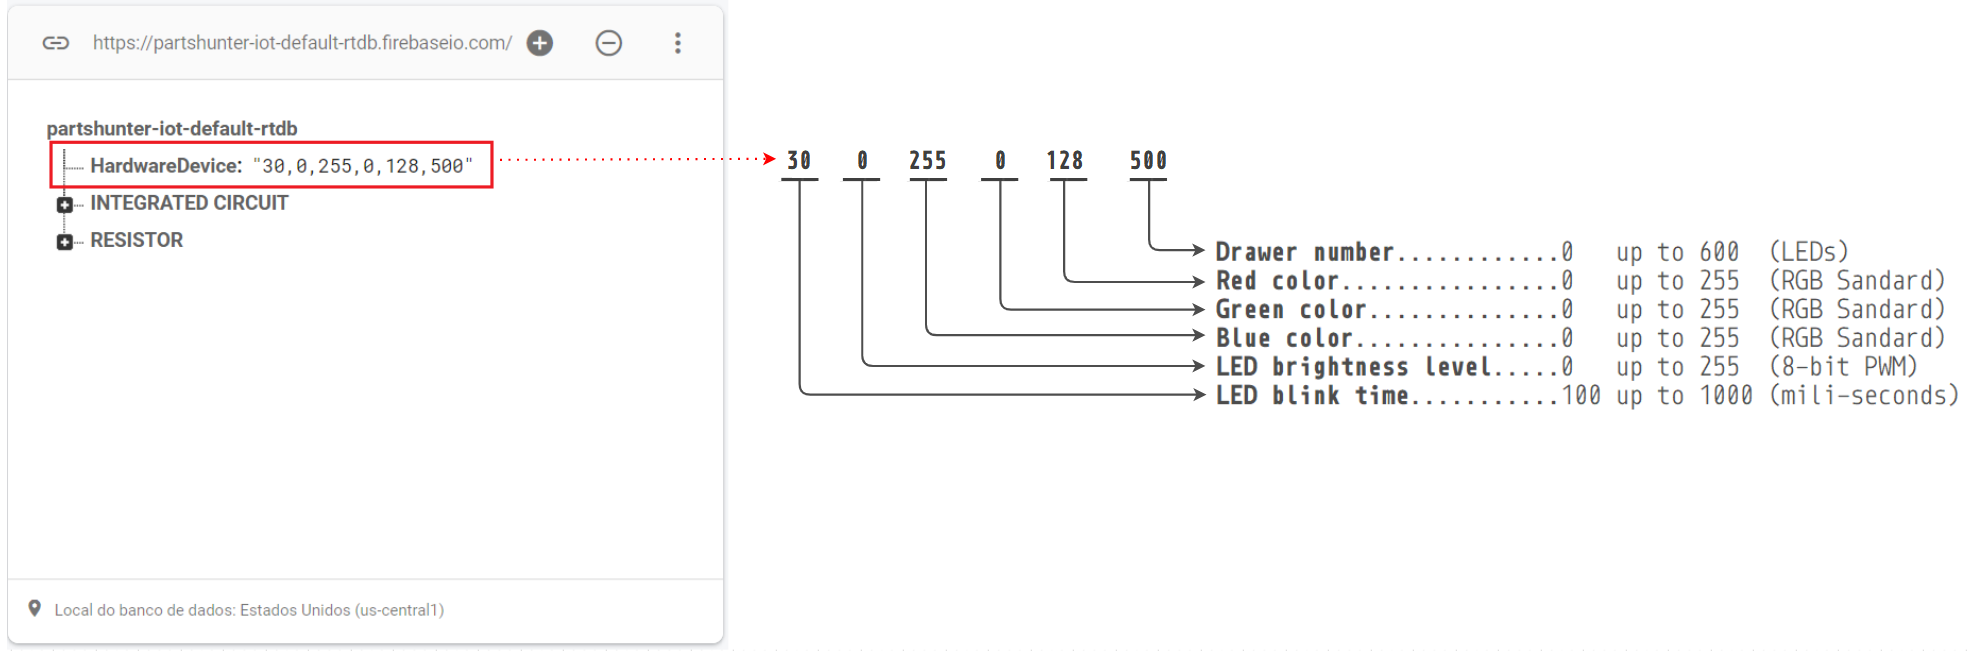 https://partshunter-iot-default-rtdb.firebaseio.com/
partshunter-iot-default-rtdb
HardwareDevice: "30,0,255,0,128,500"
INTEGRATED CIRCUIT
RESISTOR
Local do banco de dados: Estados Unidos (us-central1)
30 0 255 0 128 500
Drawer number............0 up to 600 (LEDs)
Red color................0 up to 255 (RGB Sandard)
Green color..............0 up to 255 (RGB Sandard)
Blue color...............0 up to 255 (RGB Sandard)
LED brightness level.....0 up to 255 (8-bit PWM)
LED blink time...........100 up to 1000 (mili-seconds)